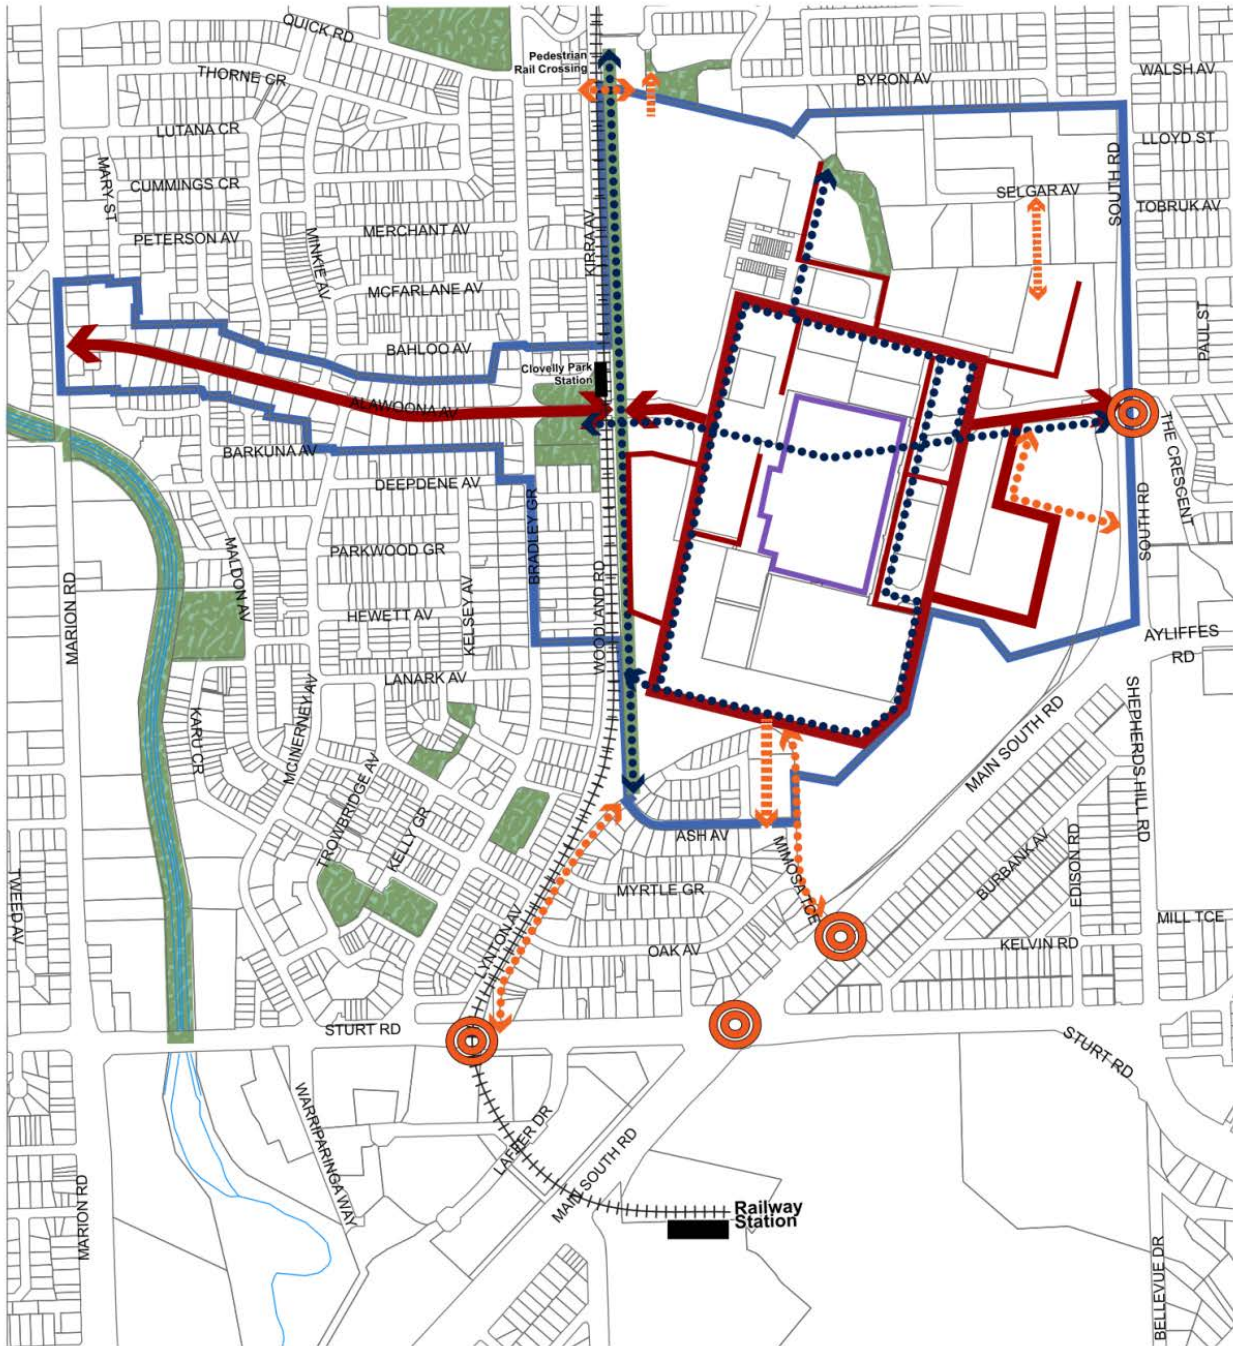 QUICK RD
Pedestrian
Rail Crossing
THORNE CR
BYRON AV
WALSH AV
LUTANA CR
LLOYD ST
MARY ST
CUMMINGS CR
SOUTH RD
SELGAR AV
TOBRUK AV
PETERSON AV
MINKIE AV
MERCHANT AV
KIRRA AV
MCFARLANE AV
PAUL ST
BAHLOO AV
Clovelly Park
Station
ALAWOONA AV
THE CRESCENT
BARKUNA AV
DEEPDENE AV
BRADLEY GR
SOUTH RD
PARKWOOD GR
MALDON AV
MARION RD
HEWETT AV
KELSEY AV
WOODLAND RD
AYLIFFES
RD
LANARK AV
KARU CR
MCINERNEY AV
SHEPHERDS HILL RD
MAIN SOUTH RD
TROWBRIDGE AV
KELLY GR
ASH AV
MIMOSA TCE
BURBANK AV
EDISON RD
TWEED AV
MYRTLE GR
MILL TCE
LYNTON AV
OAK AV
KELVIN RD
STURT RD
STURT RD
WARRIPARINGA WAY
LAFFER DR
MAIN SOUTH RD
MARION RD
Railway
Station
BELLEVUE DR